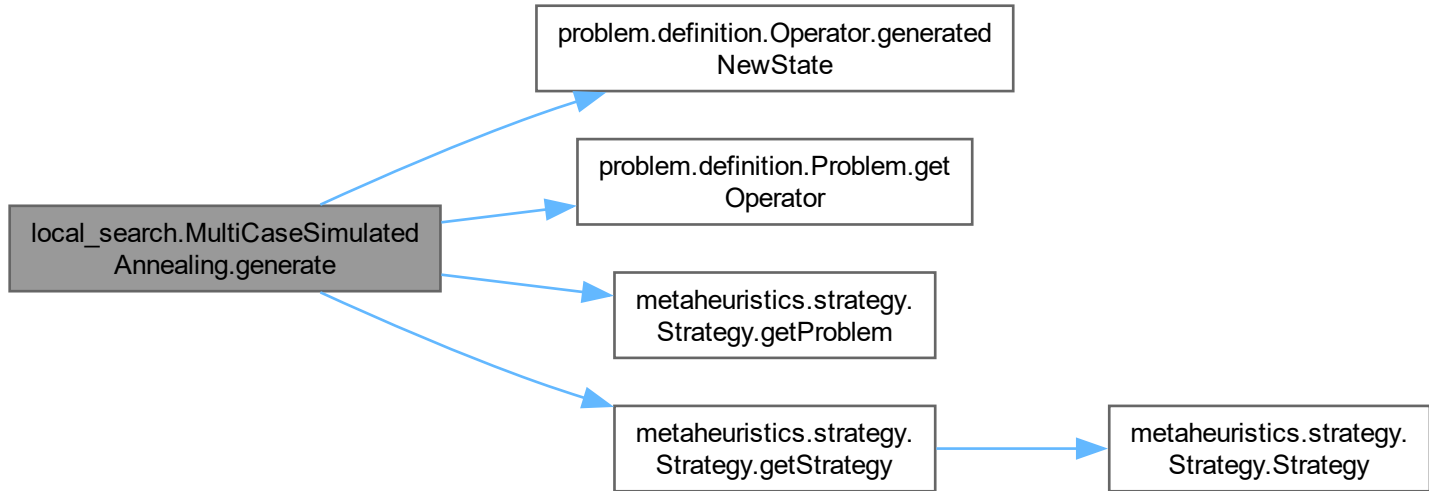 problem.definition.Operator.generated
NewState
problem.definition.Problem.get
Operator
local_search.MultiCaseSimulated
Annealing.generate
metaheuristics.strategy.
Strategy.getProblem
metaheuristics.strategy.
Strategy.getStrategy
metaheuristics.strategy.
Strategy.Strategy